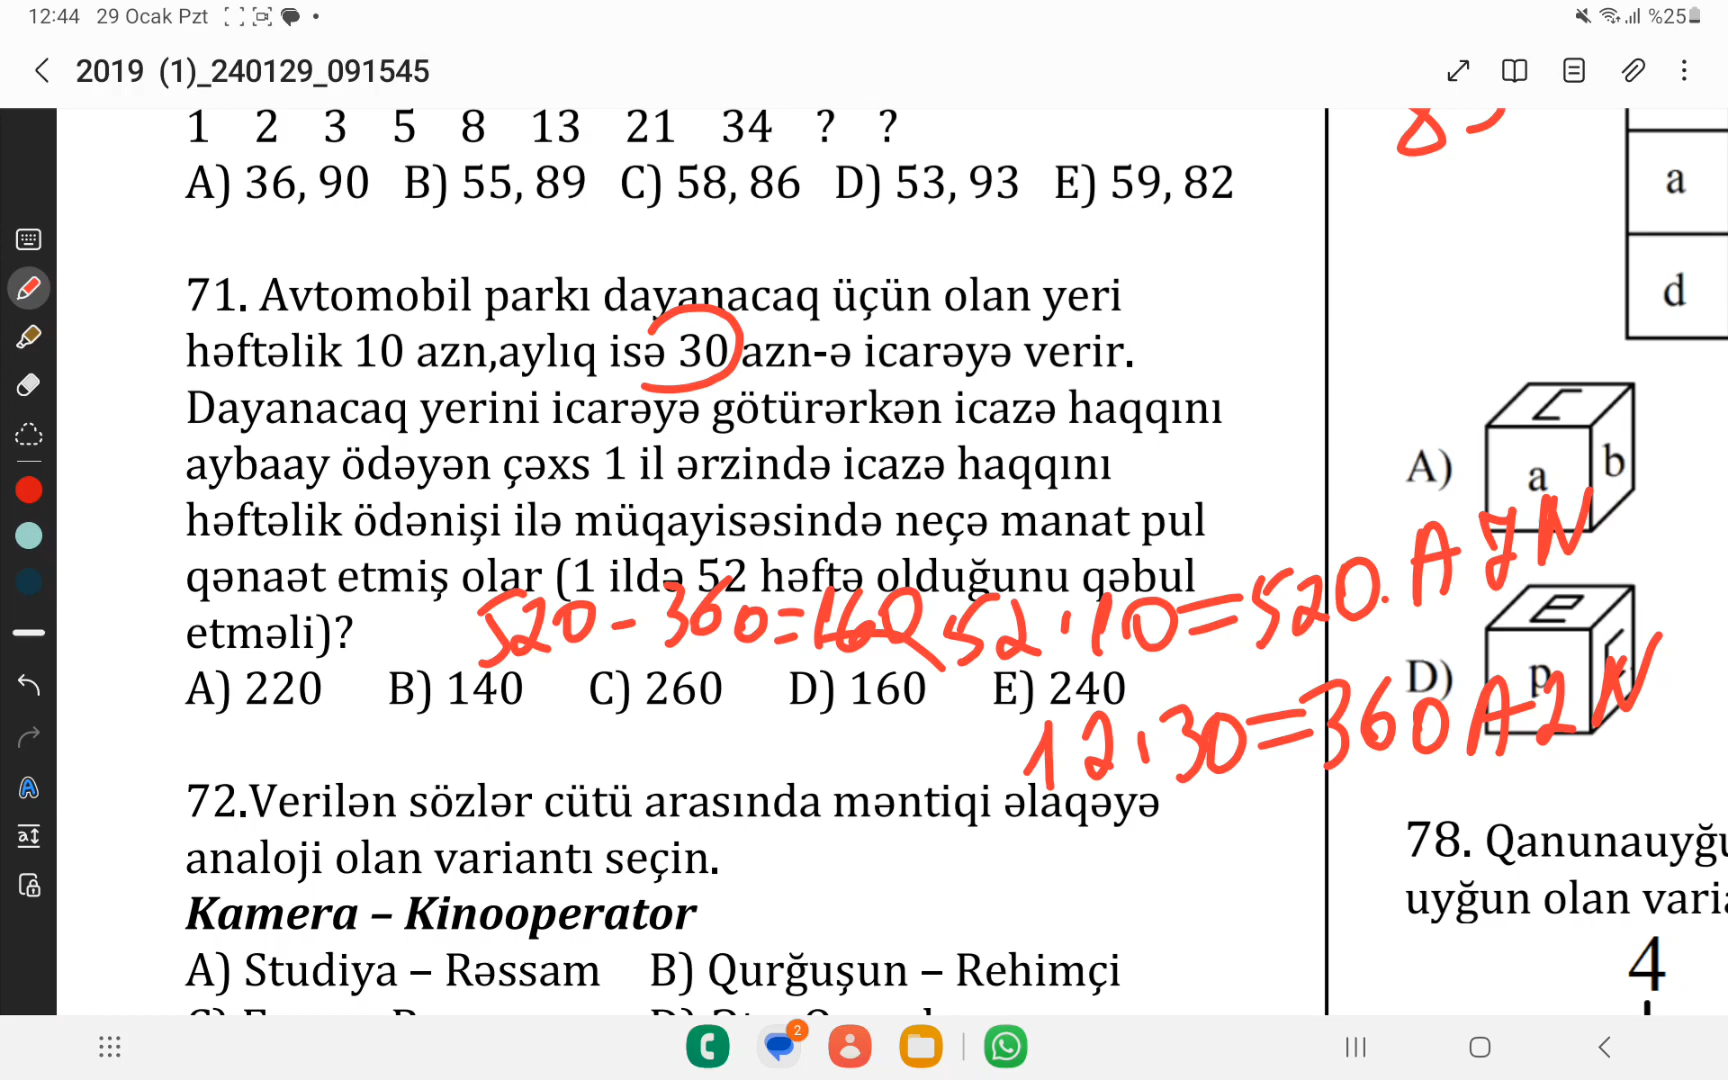 12:44 29 Ocak Pzt
%25
2019 (1)_240129_091545
1 2 3 5 8 13 21 34 ? ?
A) 36, 90 B) 55, 89 C) 58, 86 D) 53, 93 E) 59, 82
71. Avtomobil parkı dayanacaq üçün olan yeri
həftəlik 10 azn,aylıq isə 30 azn-ə icarəyə verir.
Dayanacaq yerini icarəyə götürərkən icazə haqqını
aybaay ödəyən çəxs 1 il ərzində icazə haqqını
həftəlik ödənişi ilə müqayisəsində neçə manat pul
qənaət etmiş olar (1 ildə 52 həftə olduğunu qəbul
etməli)?
520-360=160
52·10=520.AZN
A) 220 B) 140 C) 260 D) 160 E) 240
12·30=360AZN
72.Verilən sözlər cütü arasında məntiqi əlaqəyə
analoji olan variantı seçin.
Kamera – Kinooperator
A) Studiya – Rəssam B) Qurğuşun – Rehimçi
a
d
A)
C
a
b
D)
e
p
78. Qanunauyğu
uyğun olan varia
4
2